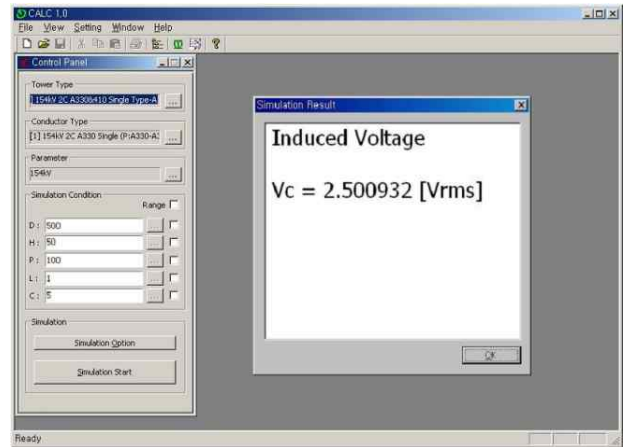 CALC 1.0
File View Setting Window Help
Control Panel
Tower Type
154kV 2C A330&410 Single Type-A
...
Conductor Type
[1] 154kV 2C A330 Single (P:A330-A:
...
Parameter
154kV
...
Simulation Condition
Range
D : 500
...
H : 50
...
P : 100
...
L : 1
...
C : 5
...
Simulation
Simulation Option
Simulation Start
Simulation Result
Induced Voltage
Vc = 2.500932 [Vrms]
OK
Ready